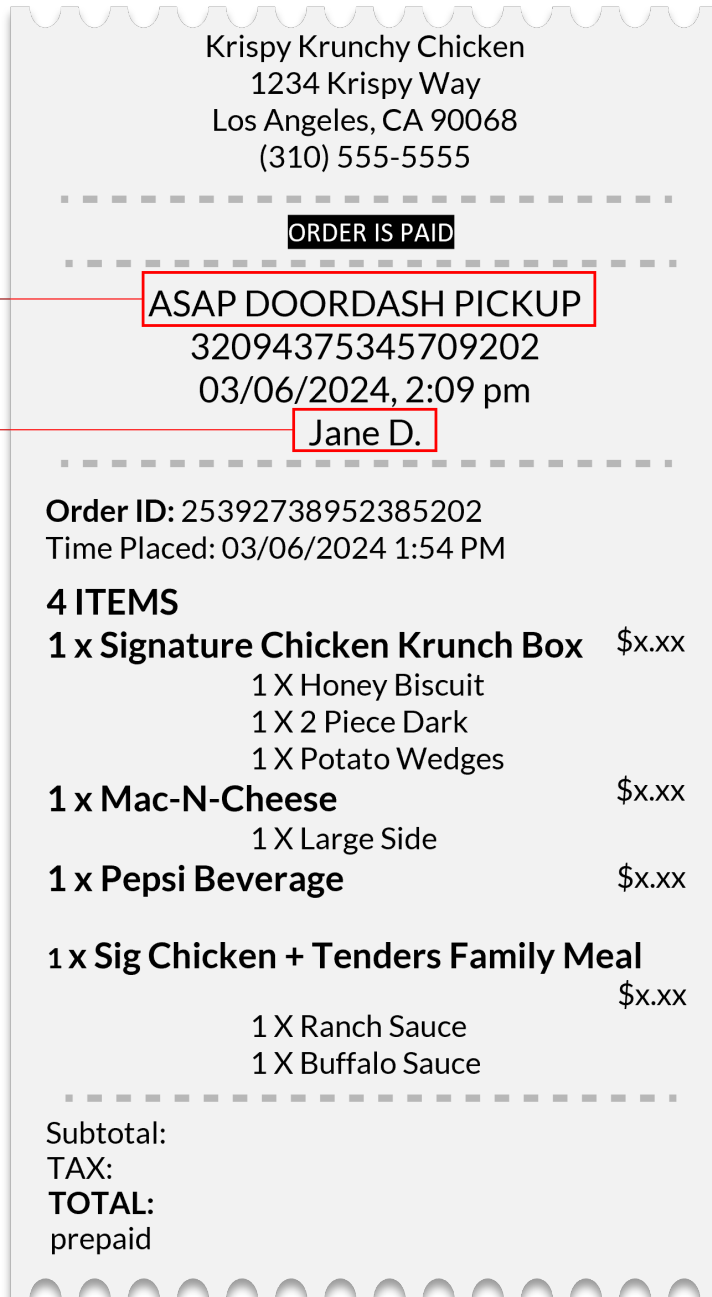 Krispy Krunchy Chicken
1234 Krispy Way
Los Angeles, CA 90068
(310) 555-5555
ORDER IS PAID
ASAP DOORDASH PICKUP
32094375345709202
03/06/2024, 2:09 pm
Jane D.
Order ID: 25392738952385202
Time Placed: 03/06/2024 1:54 PM
4 ITEMS
1 x Signature Chicken Krunch Box $x.xx
1 X Honey Biscuit
1 X 2 Piece Dark
1 X Potato Wedges
1 x Mac-N-Cheese $x.xx
1 X Large Side
1 x Pepsi Beverage $x.xx
1 x Sig Chicken + Tenders Family Meal
$x.xx
1 X Ranch Sauce
1 X Buffalo Sauce
Subtotal:
TAX:
TOTAL:
prepaid